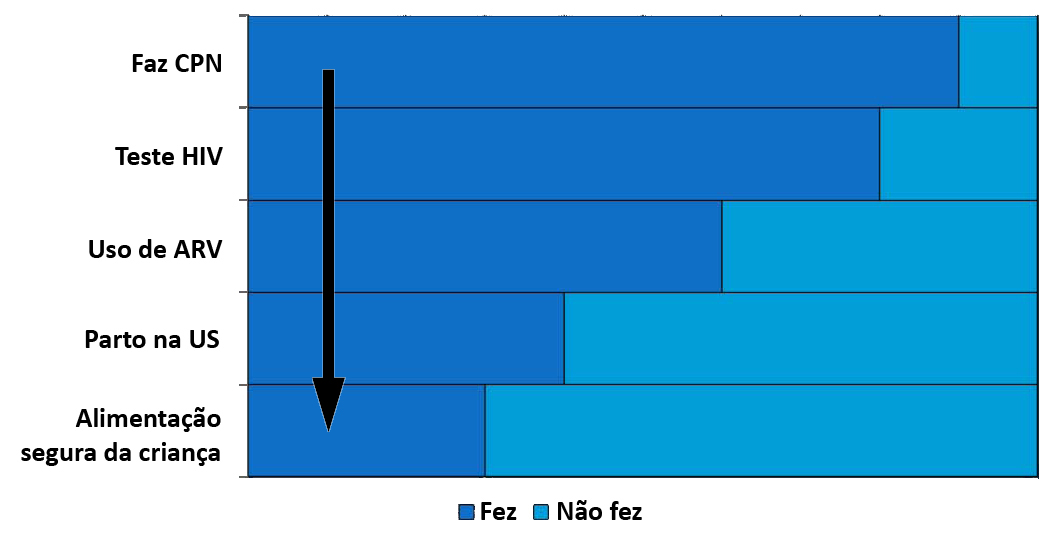 Faz CPN
Teste HIV
Uso de ARV
Parto na US
Alimentação
segura da criança
Fez Não fez